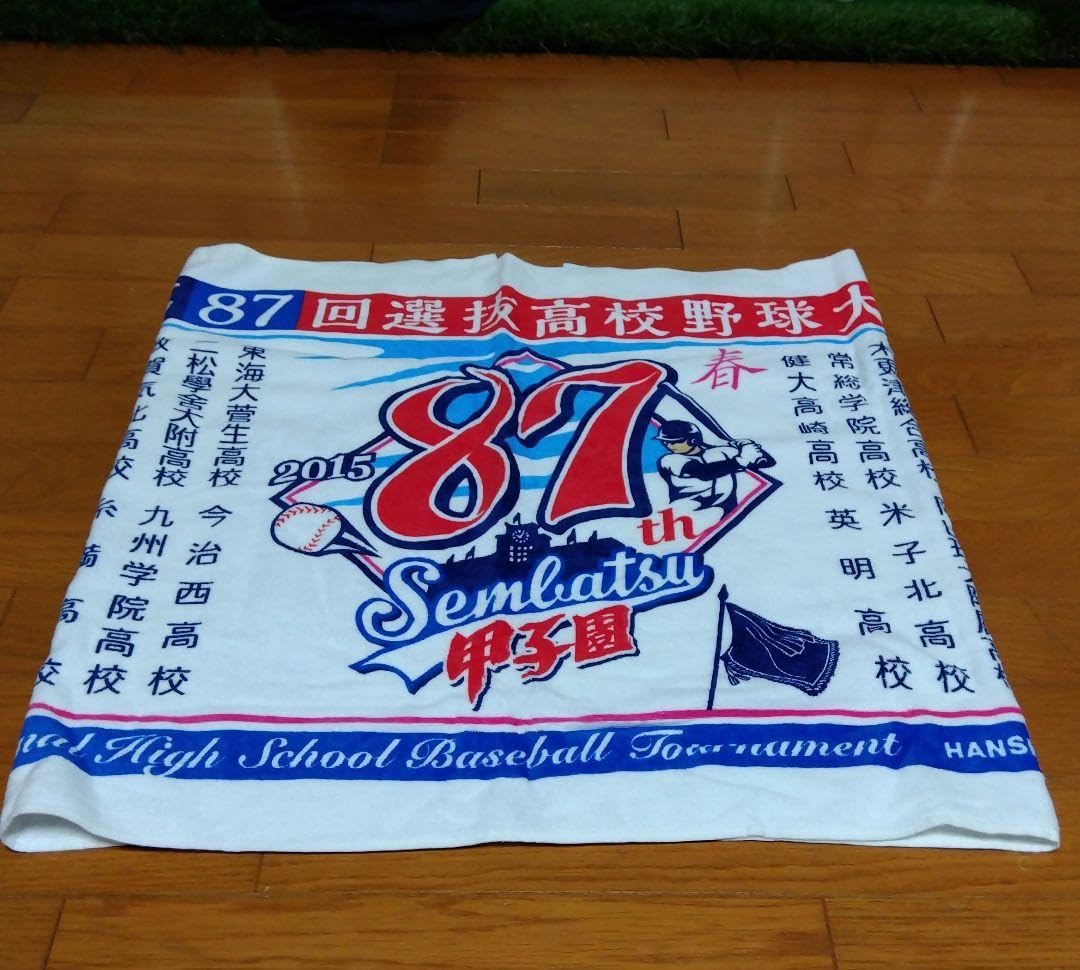 87 回選抜高校野球大
春
2015
87th
Sembatsu
甲子園
健大高崎高校
英明高校
常総学院高校
米子北高校
木更津総合高校
東海大菅生高校
今治西高校
二松學舍大附高校
九州学院高校
敦賀気比高校
糸満高校
High School Baseball Tournament